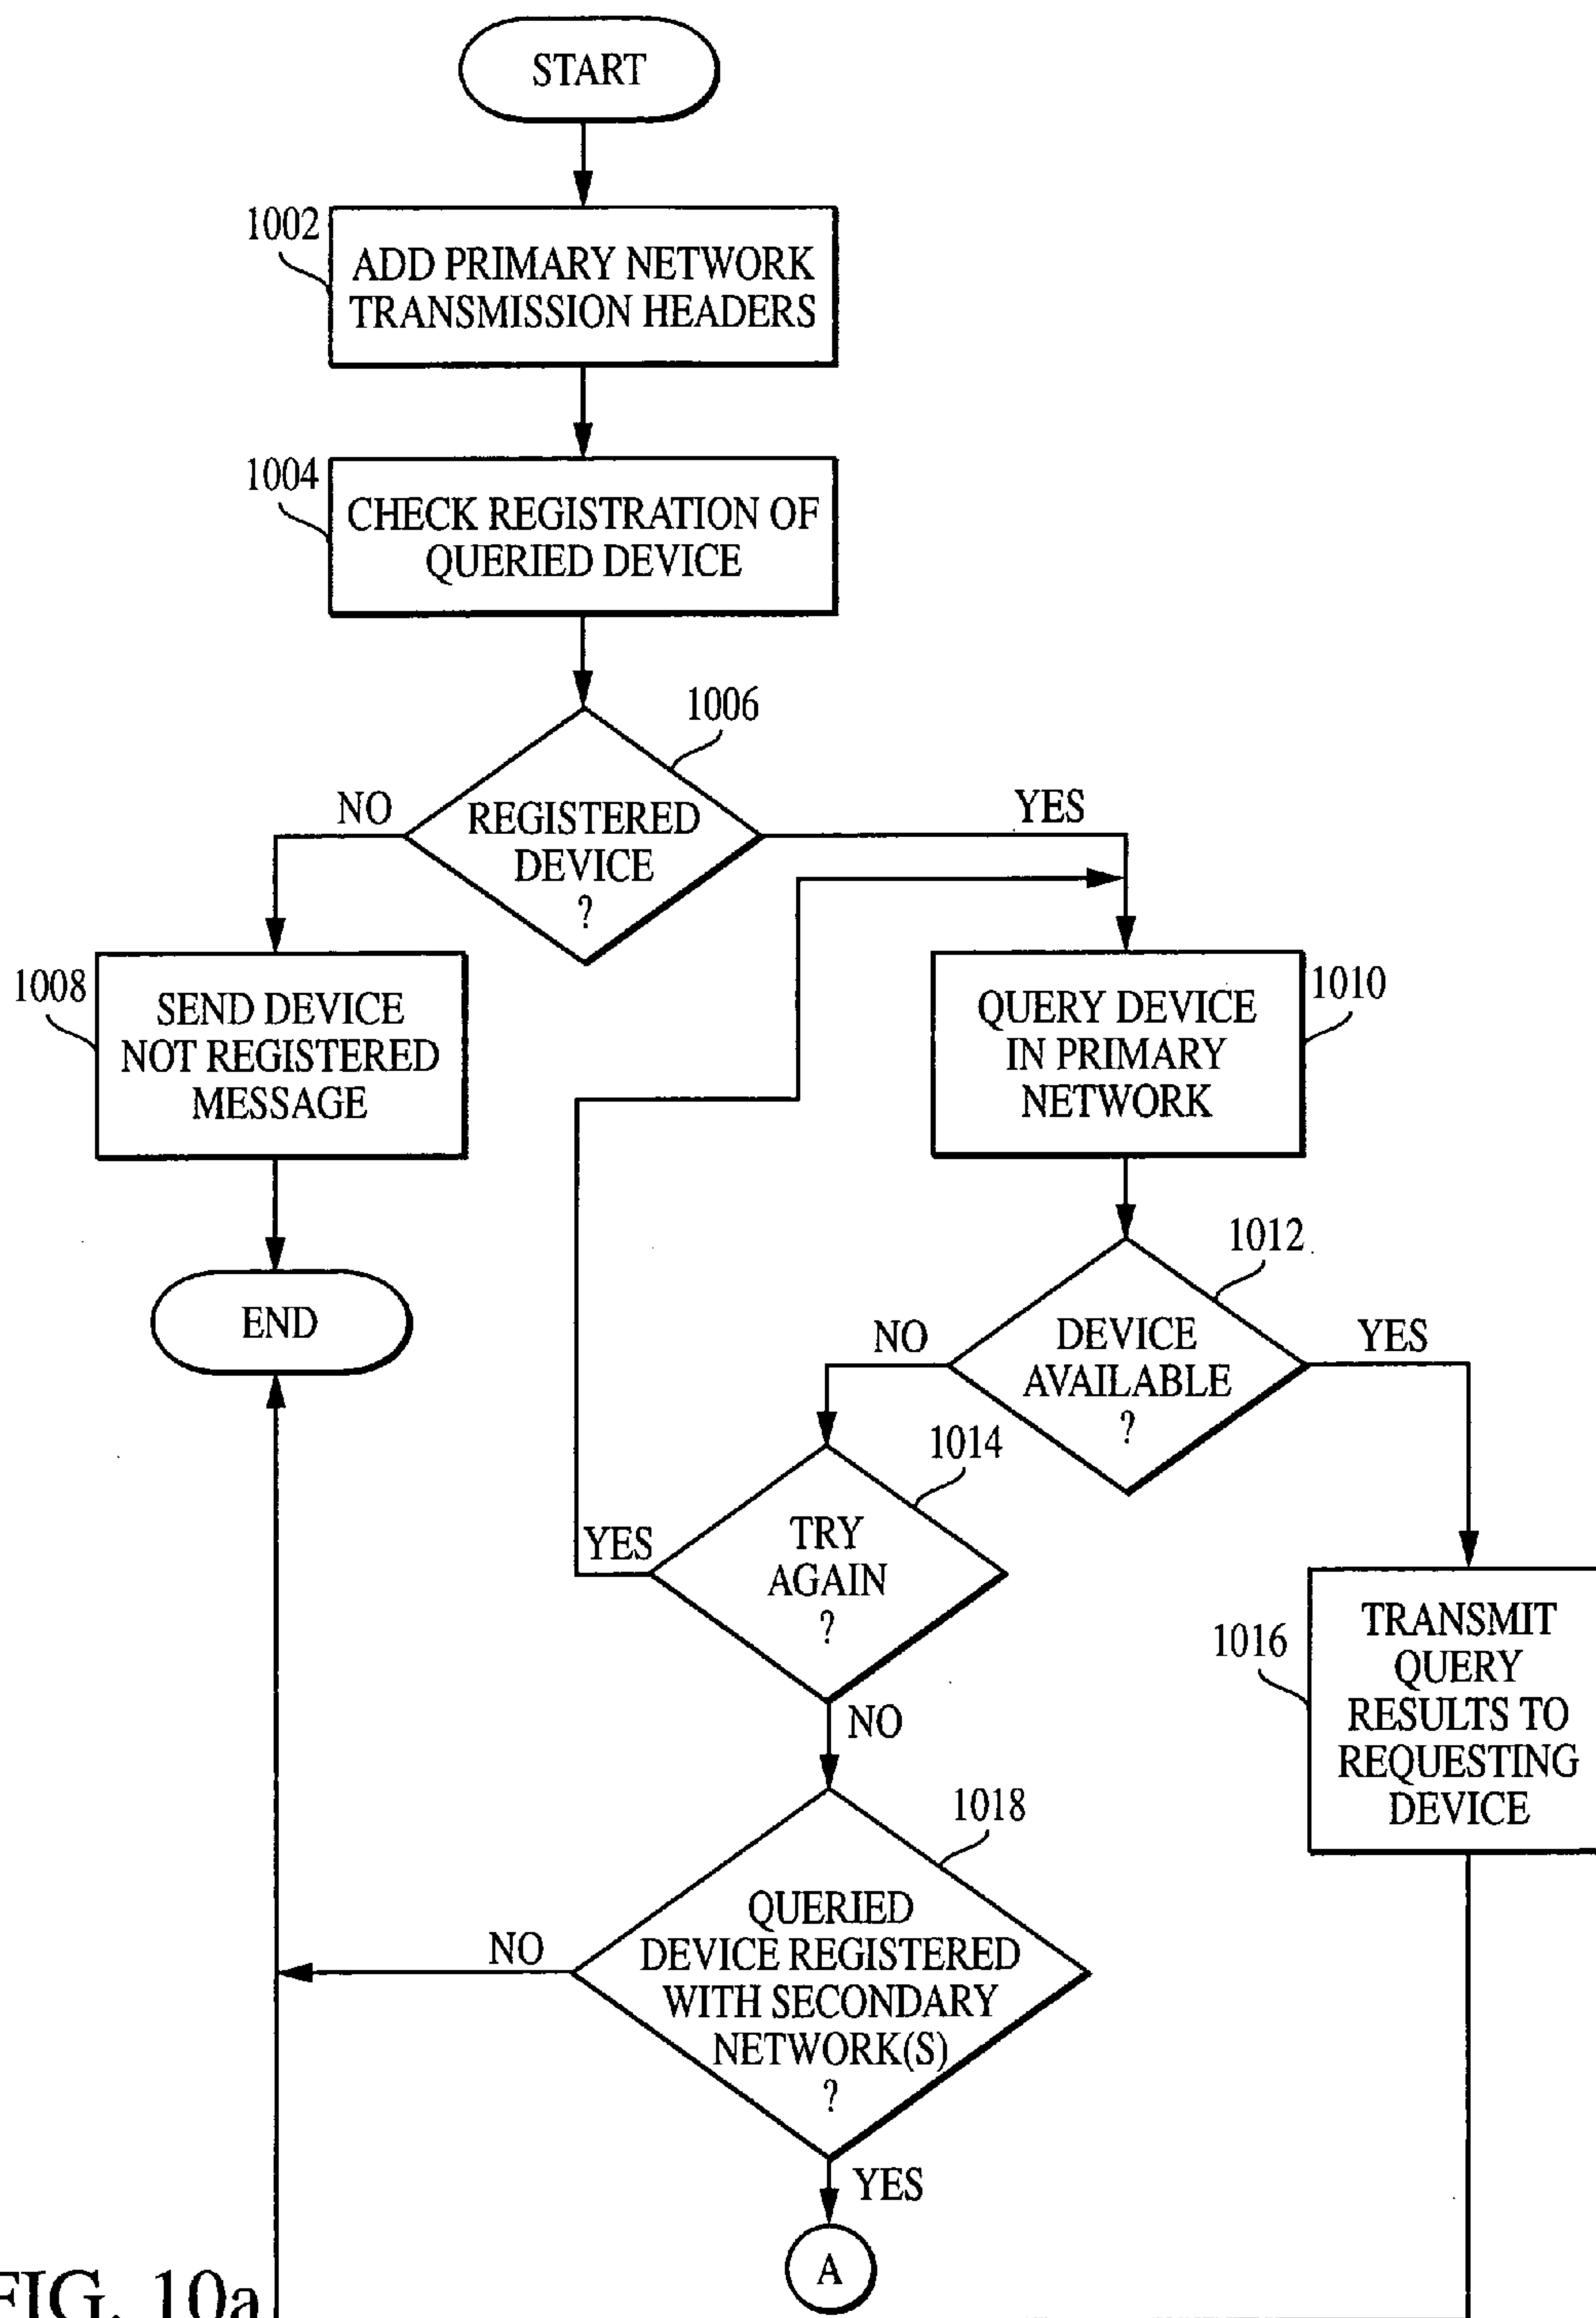 START
1002
ADD PRIMARY NETWORK
TRANSMISSION HEADERS
1004
CHECK REGISTRATION OF
QUERIED DEVICE
1006
NO
REGISTERED
DEVICE
?
YES
1008
SEND DEVICE
NOT REGISTERED
MESSAGE
QUERY DEVICE
IN PRIMARY
NETWORK
1010
END
1012
NO
DEVICE
AVAILABLE
?
YES
1014
YES
TRY
AGAIN
?
NO
1016
TRANSMIT
QUERY
RESULTS TO
REQUESTING
DEVICE
1018
NO
QUERIED
DEVICE REGISTERED
WITH SECONDARY
NETWORK(S)
?
YES
A
FIG. 10a